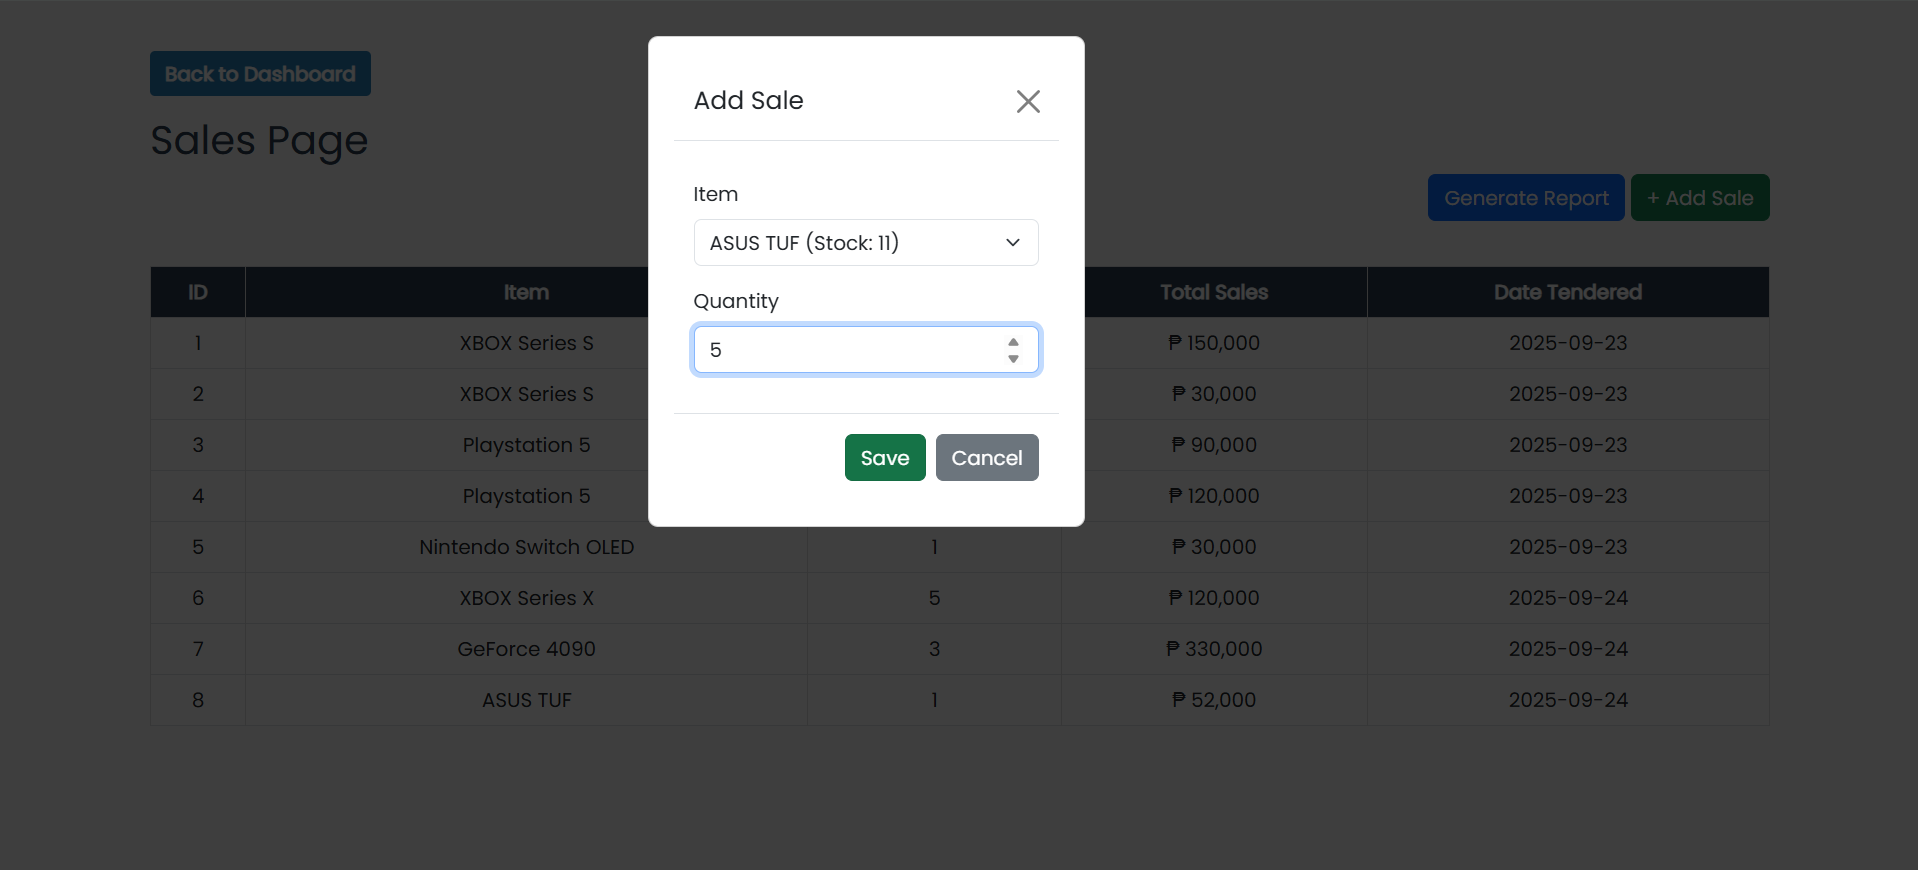 Back to Dashboard
Sales Page
Generate Report + Add Sale
Add Sale
Item
ASUS TUF (Stock: 11)
Quantity
5
Save Cancel
ID Item Total Sales Date Tendered
1 XBOX Series S ₱ 150,000 2025-09-23
2 XBOX Series S ₱ 30,000 2025-09-23
3 Playstation 5 ₱ 90,000 2025-09-23
4 Playstation 5 ₱ 120,000 2025-09-23
5 Nintendo Switch OLED 1 ₱ 30,000 2025-09-23
6 XBOX Series X 5 ₱ 120,000 2025-09-24
7 GeForce 4090 3 ₱ 330,000 2025-09-24
8 ASUS TUF 1 ₱ 52,000 2025-09-24